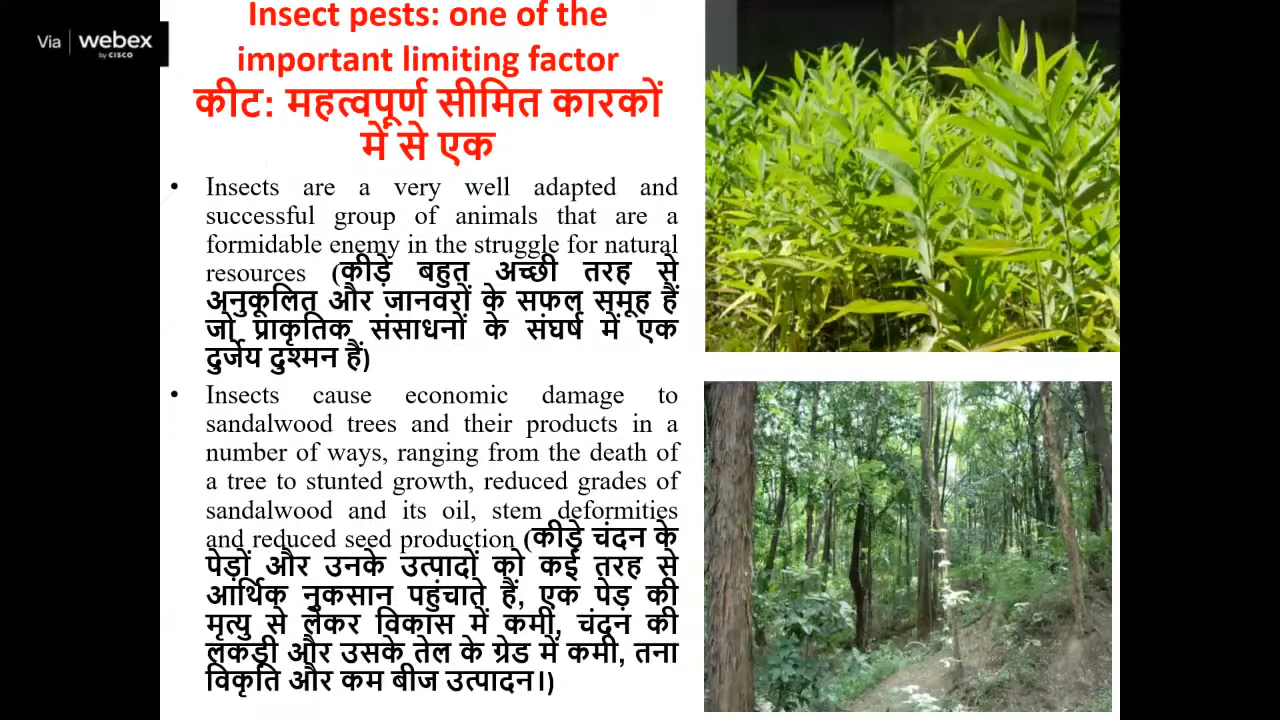 Via webex
by CISCO
Insect pests: one of the
important limiting factor
कीट: महत्वपूर्ण सीमित कारकों
में से एक
• Insects are a very well adapted and
successful group of animals that are a
formidable enemy in the struggle for natural
resources (कीड़ें बहुत अच्छी तरह से
अनुकूलित और जानवरों के सफल समूह हैं
जो प्राकृतिक संसाधनों के संघर्ष में एक
दुर्जेय दुश्मन हैं)
• Insects cause economic damage to
sandalwood trees and their products in a
number of ways, ranging from the death of
a tree to stunted growth, reduced grades of
sandalwood and its oil, stem deformities
and reduced seed production (कीड़े चंदन के
पेड़ों और उनके उत्पादों को कई तरह से
आर्थिक नुकसान पहुंचाते हैं, एक पेड़ की
मृत्यु से लेकर विकास में कमी, चंदन की
लकड़ी और उसके तेल के ग्रेड में कमी, तना
विकृति और कम बीज उत्पादन।)